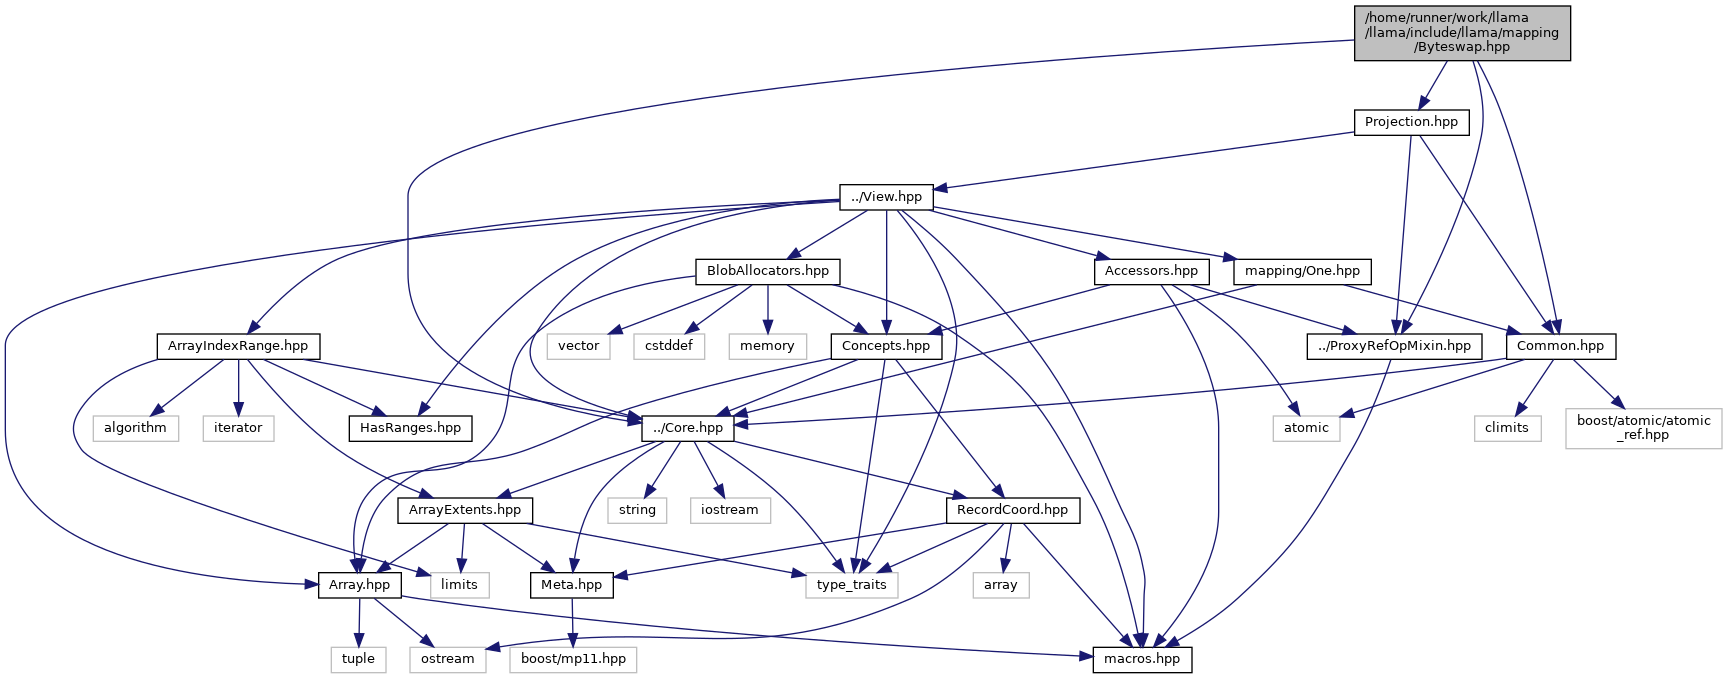 /home/runner/work/llama
/llama/include/llama/mapping
/Byteswap.hpp
Projection.hpp
../View.hpp
BlobAllocators.hpp
Accessors.hpp
mapping/One.hpp
ArrayIndexRange.hpp
vector
cstddef
memory
Concepts.hpp
../ProxyRefOpMixin.hpp
Common.hpp
algorithm
iterator
HasRanges.hpp
../Core.hpp
atomic
climits
boost/atomic/atomic
_ref.hpp
ArrayExtents.hpp
string
iostream
RecordCoord.hpp
Array.hpp
limits
Meta.hpp
type_traits
array
tuple
ostream
boost/mp11.hpp
macros.hpp